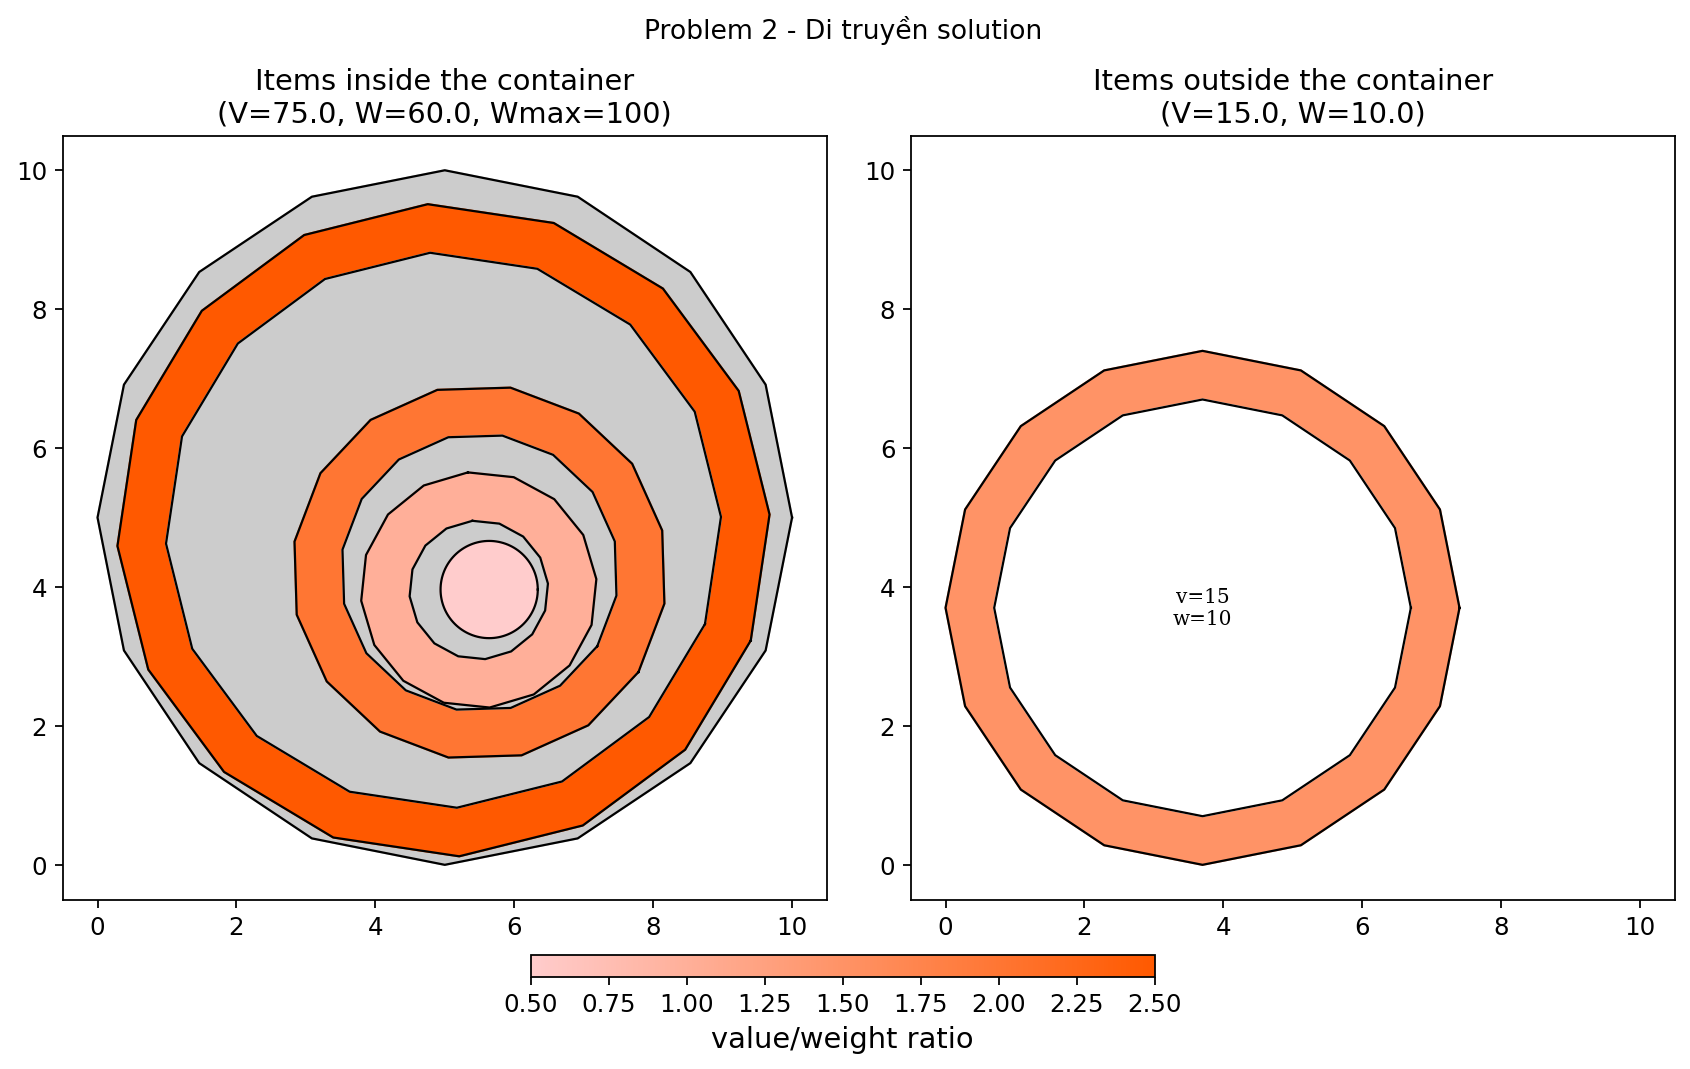 Problem 2 - Di truyền solution
Items inside the container
(V=75.0, W=60.0, Wmax=100)
Items outside the container
(V=15.0, W=10.0)
10
8
6
4
2
0
0 2 4 6 8 10
10
8
6
4
2
0
v=15
w=10
0 2 4 6 8 10
0.50 0.75 1.00 1.25 1.50 1.75 2.00 2.25 2.50
value/weight ratio